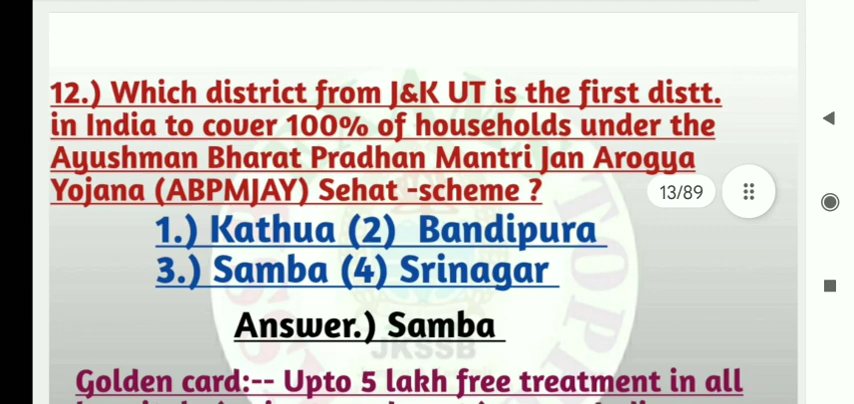 12.) Which district from J&K UT is the first distt.
in India to cover 100% of households under the
Ayushman Bharat Pradhan Mantri Jan Arogya
Yojana (ABPMJAY) Sehat -scheme ?
13/89
1.) Kathua (2) Bandipura
3.) Samba (4) Srinagar
Answer.) Samba
JKSSB
Golden card:-- Upto 5 lakh free treatment in all